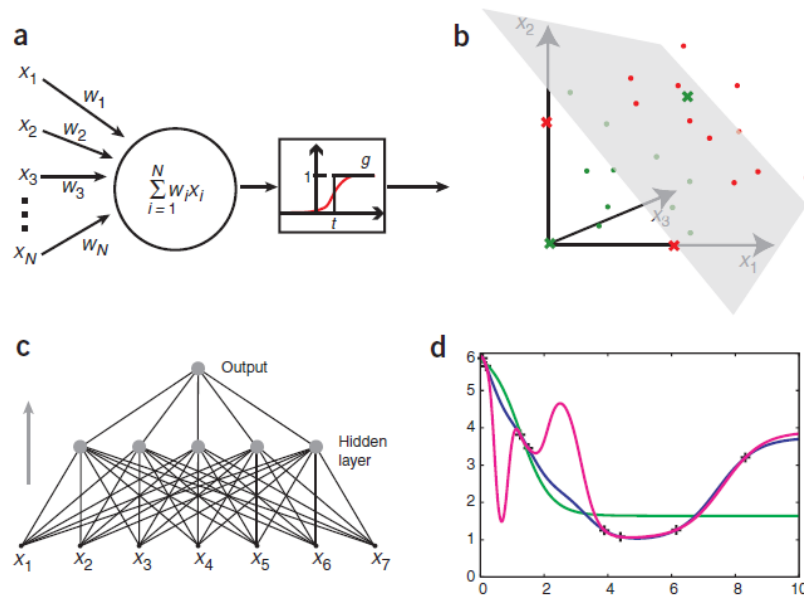 a
x1
w1
x2
w2
x3
w3
xN
wN
N
∑ wixi
i = 1
1
g
t
b
x2
x3
x1
c
Output
Hidden
layer
x1 x2 x3 x4 x5 x6 x7
d
6
5
4
3
2
1
0
0 2 4 6 8 10